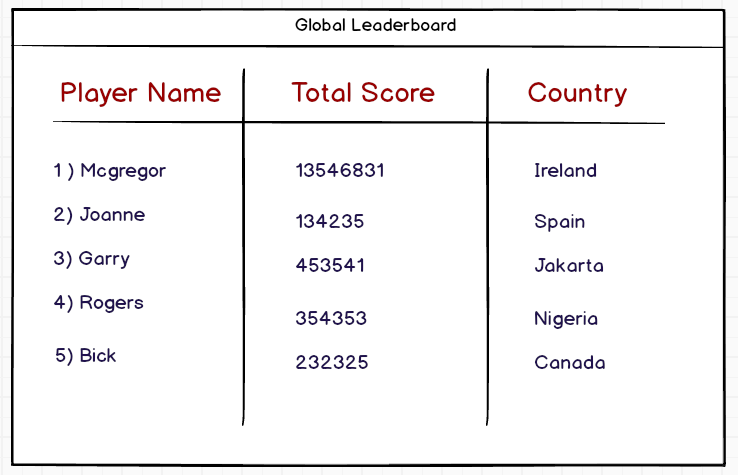 Global Leaderboard
Player Name Total Score Country
1) Mcgregor 13546831 Ireland
2) Joanne 134235 Spain
3) Garry 453541 Jakarta
4) Rogers 354353 Nigeria
5) Bick 232325 Canada